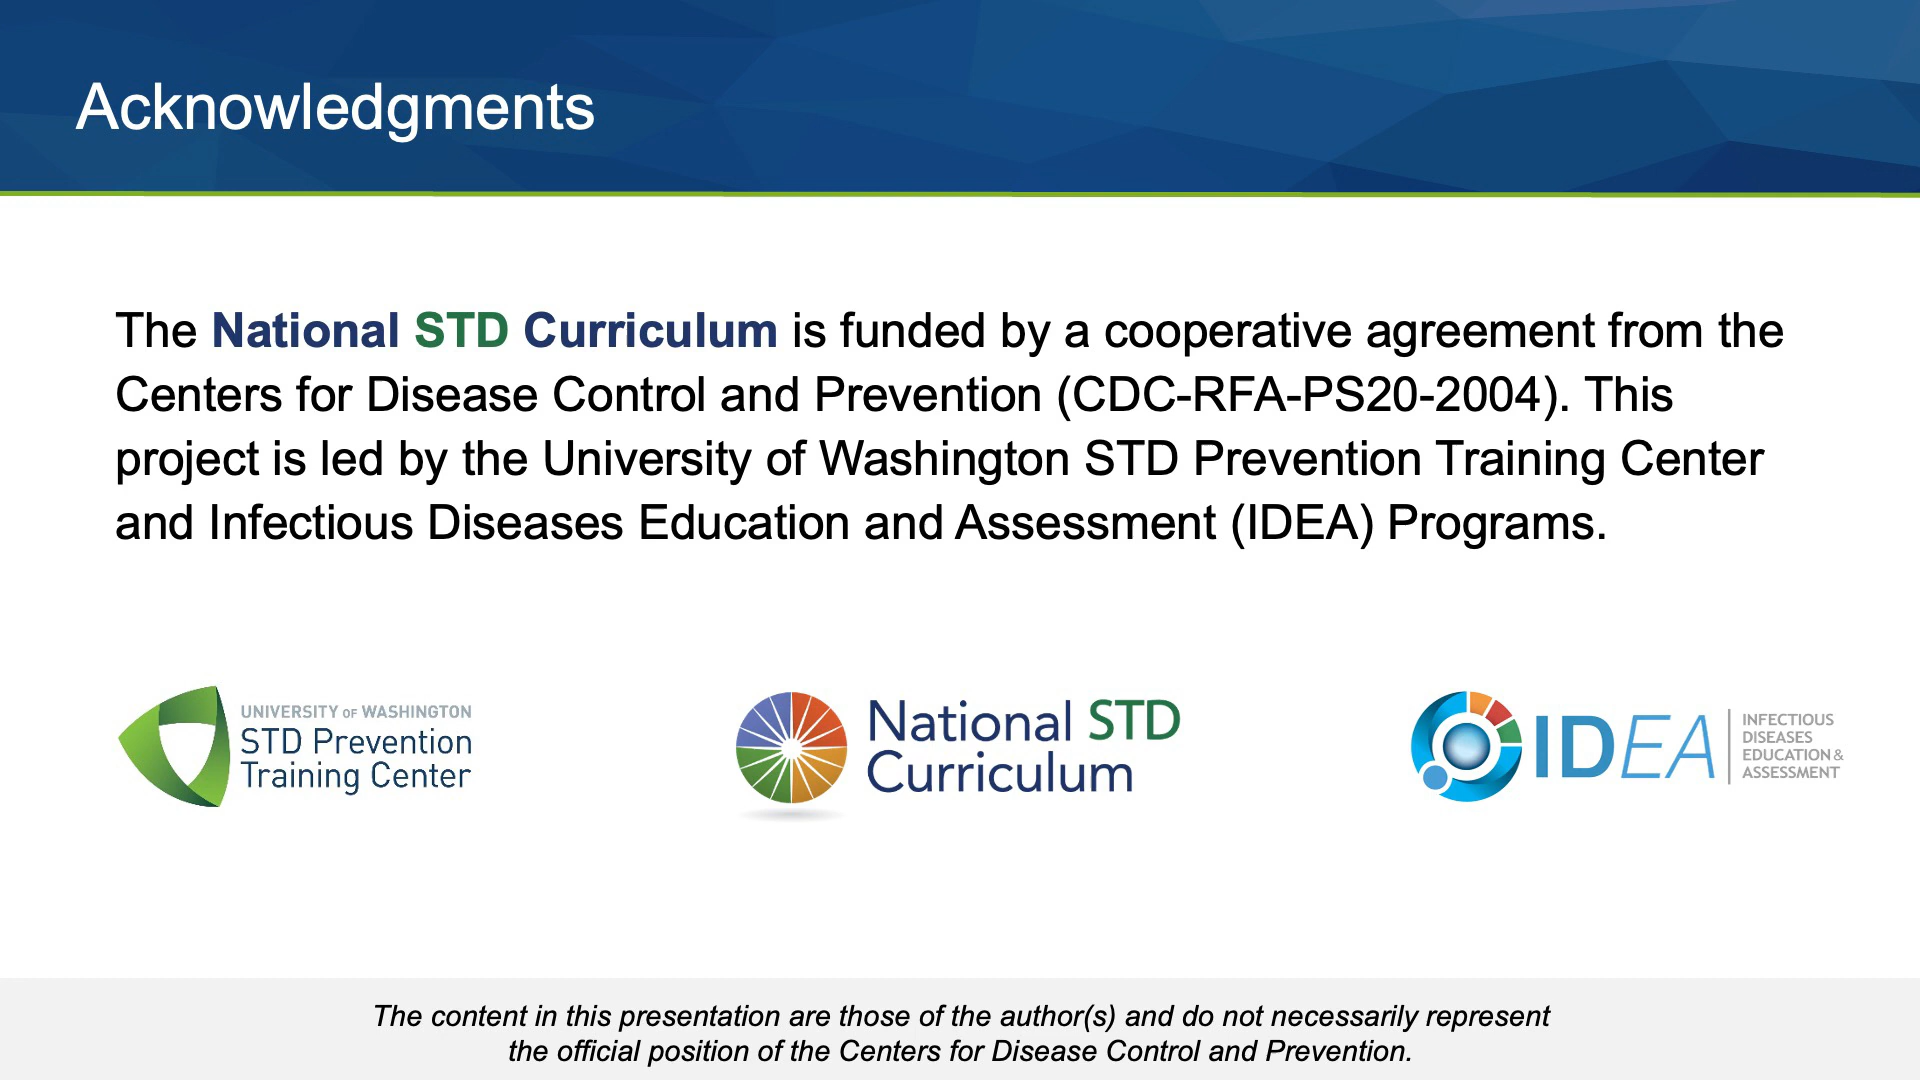 Acknowledgments
The National STD Curriculum is funded by a cooperative agreement from the
Centers for Disease Control and Prevention (CDC-RFA-PS20-2004). This
project is led by the University of Washington STD Prevention Training Center
and Infectious Diseases Education and Assessment (IDEA) Programs.
UNIVERSITY OF WASHINGTON
STD Prevention
Training Center
National STD
Curriculum
IDEA
INFECTIOUS
DISEASES
EDUCATION &
ASSESSMENT
The content in this presentation are those of the author(s) and do not necessarily represent
the official position of the Centers for Disease Control and Prevention.